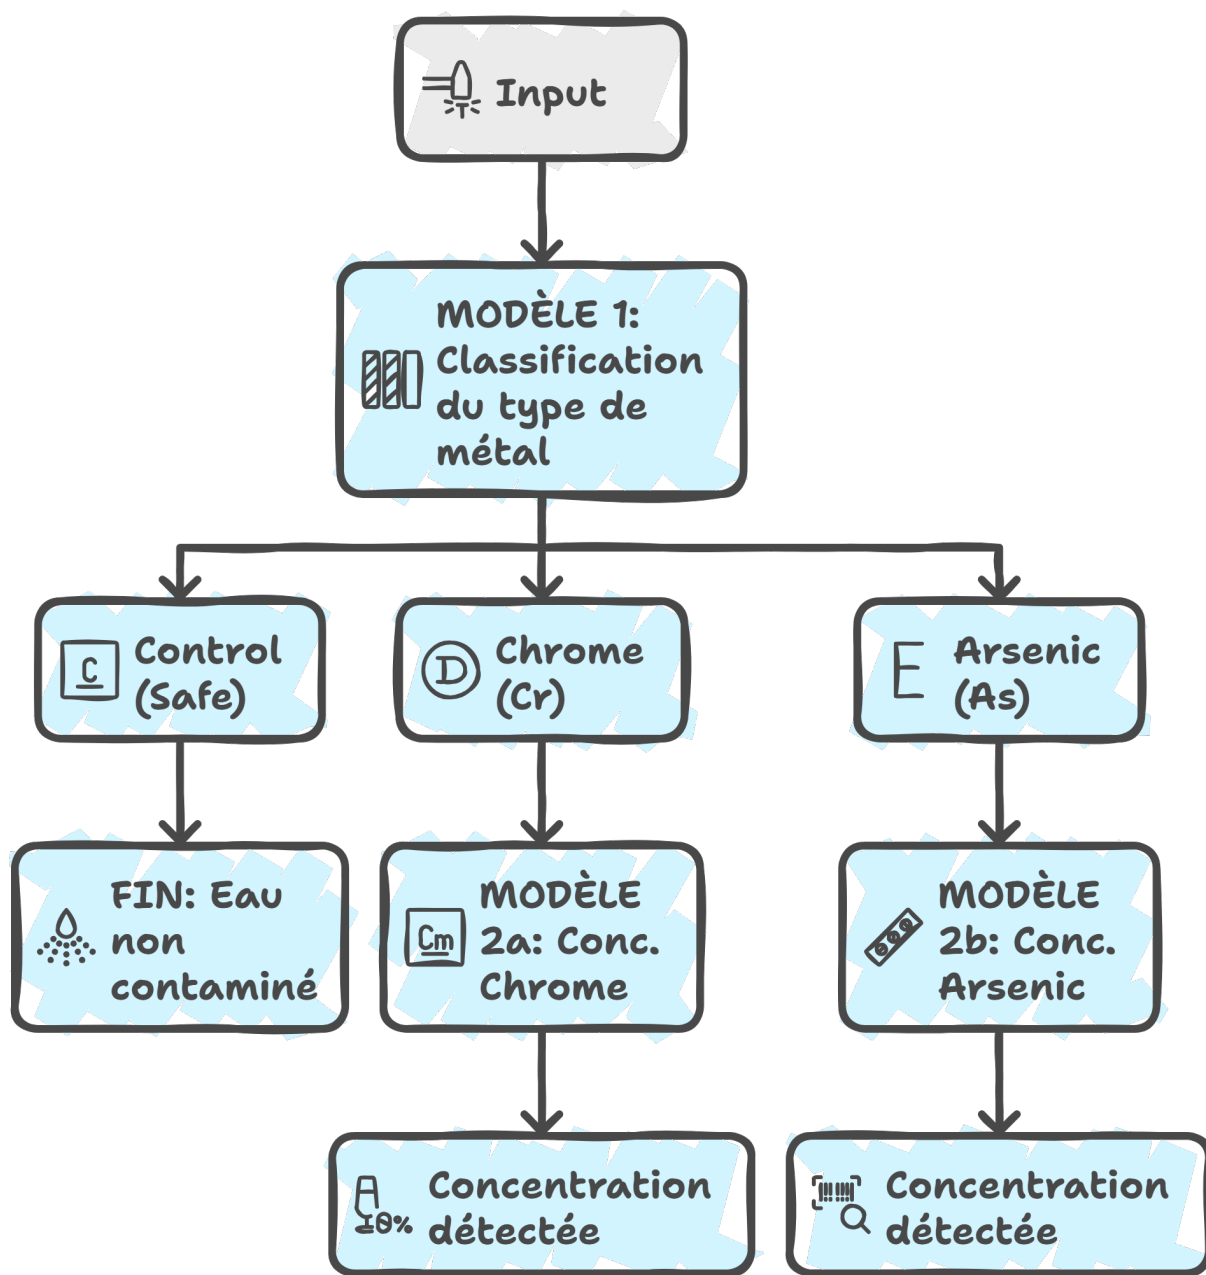 Input
MODÈLE 1:
Classification
du type de
métal
C
Control
(Safe)
D
Chrome
(Cr)
E
Arsenic
(As)
FIN: Eau
non
contaminé
Cm
MODÈLE
2a: Conc.
Chrome
MODÈLE
2b: Conc.
Arsenic
Concentration
détectée
Concentration
détectée